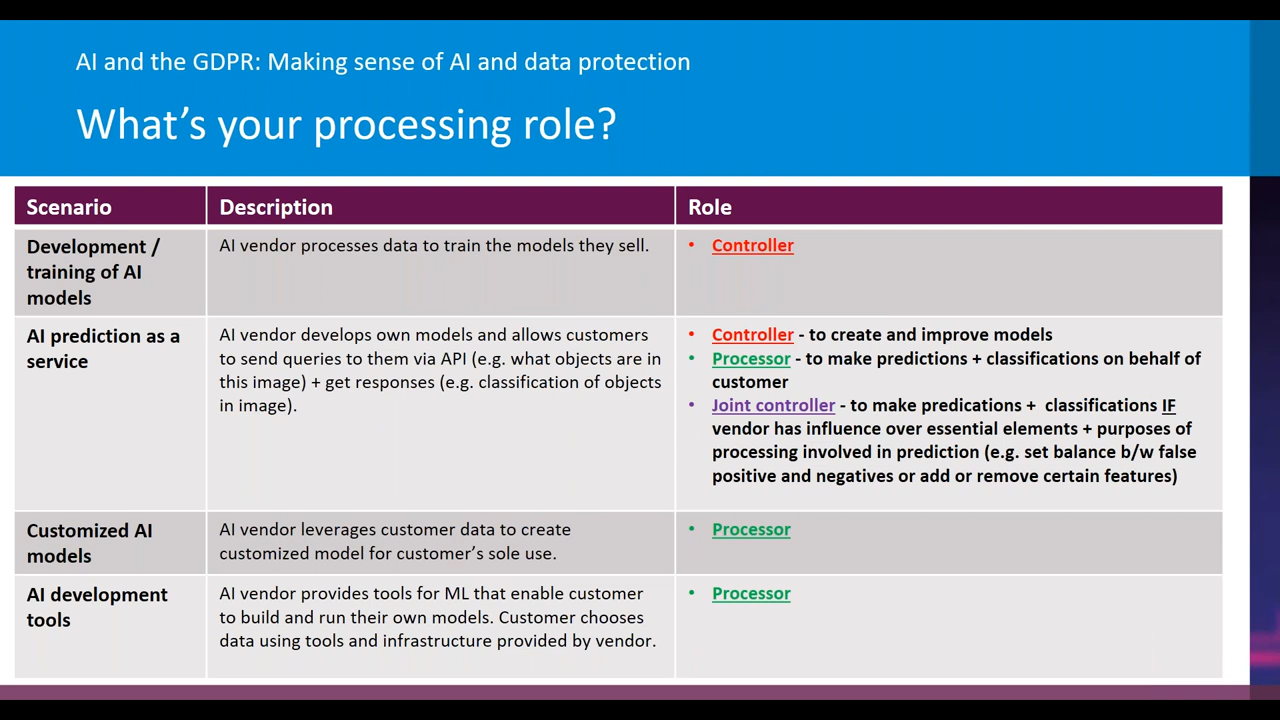 AI and the GDPR: Making sense of AI and data protection
What's your processing role?
Scenario
Description
Role
Development /
training of AI
models
AI vendor processes data to train the models they sell.
• Controller
AI prediction as a
service
AI vendor develops own models and allows customers
to send queries to them via API (e.g. what objects are in
this image) + get responses (e.g. classification of objects
in image).
• Controller - to create and improve models
• Processor - to make predictions + classifications on behalf of
customer
• Joint controller - to make predications + classifications IF
vendor has influence over essential elements + purposes of
processing involved in prediction (e.g. set balance b/w false
positive and negatives or add or remove certain features)
Customized AI
models
AI vendor leverages customer data to create
customized model for customer's sole use.
• Processor
AI development
tools
AI vendor provides tools for ML that enable customer
to build and run their own models. Customer chooses
data using tools and infrastructure provided by vendor.
• Processor